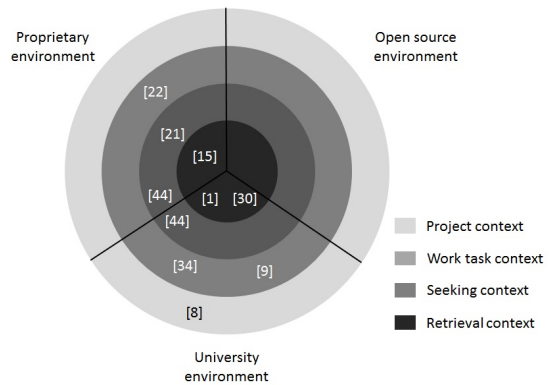 Proprietary
environment
Open source
environment
[22]
[21]
[15]
[44]
[1] [30]
[44]
[34]
[9]
[8]
University
environment
Project context
Work task context
Seeking context
Retrieval context